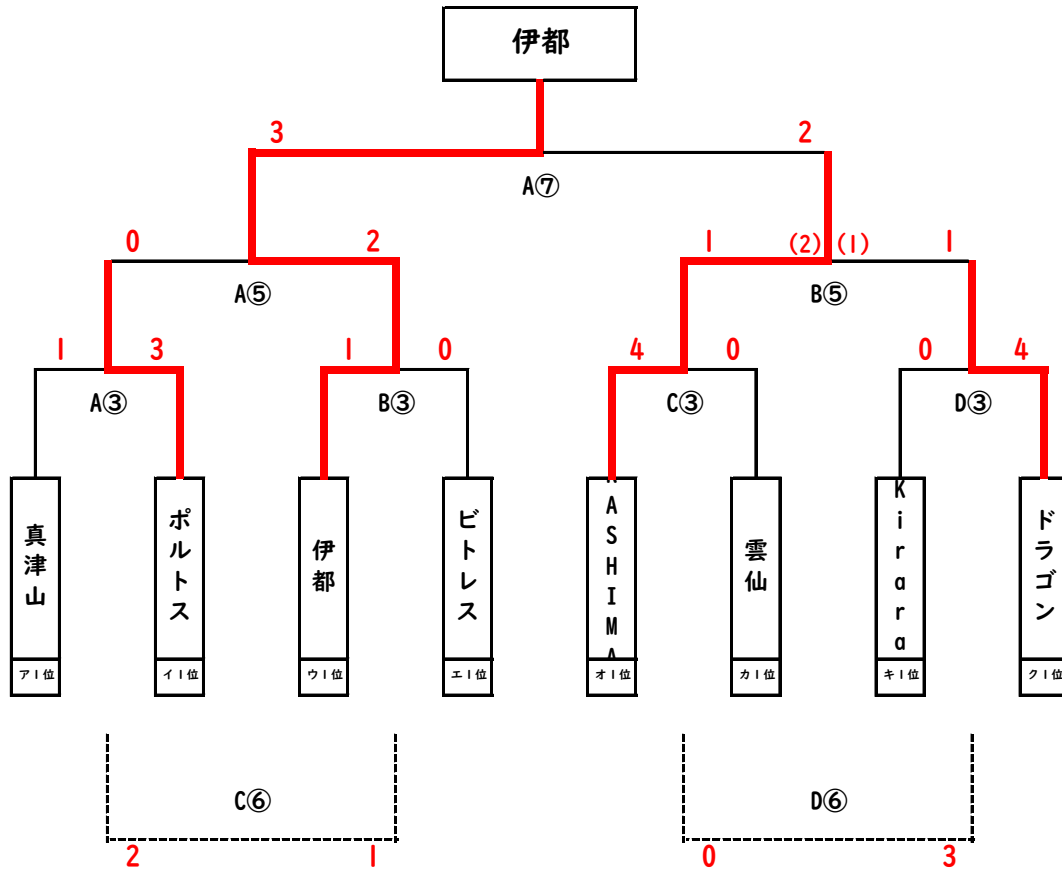 伊都
3 2
A⑦
0 2 1 (2) (1) 1
A⑤ B⑤
1 3 1 0 4 0 0 4
A③ B③ C③ D③
真津山
ポルトス
伊都
ビトレス
KASHIMA
雲仙
Kirara
ドラゴン
ア1位 イ1位 ウ1位 エ1位 オ1位 カ1位 キ1位 ク1位
C⑥ D⑥
2 1 0 3